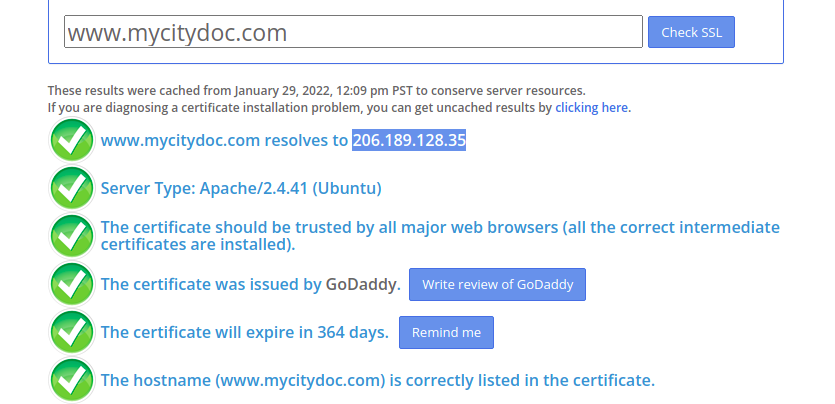 www.mycitydoc.com
Check SSL
These results were cached from January 29, 2022, 12:09 pm PST to conserve server resources.
If you are diagnosing a certificate installation problem, you can get uncached results by clicking here.
www.mycitydoc.com resolves to 206.189.128.35
Server Type: Apache/2.4.41 (Ubuntu)
The certificate should be trusted by all major web browsers (all the correct intermediate
certificates are installed).
The certificate was issued by GoDaddy. Write review of GoDaddy
The certificate will expire in 364 days. Remind me
The hostname (www.mycitydoc.com) is correctly listed in the certificate.